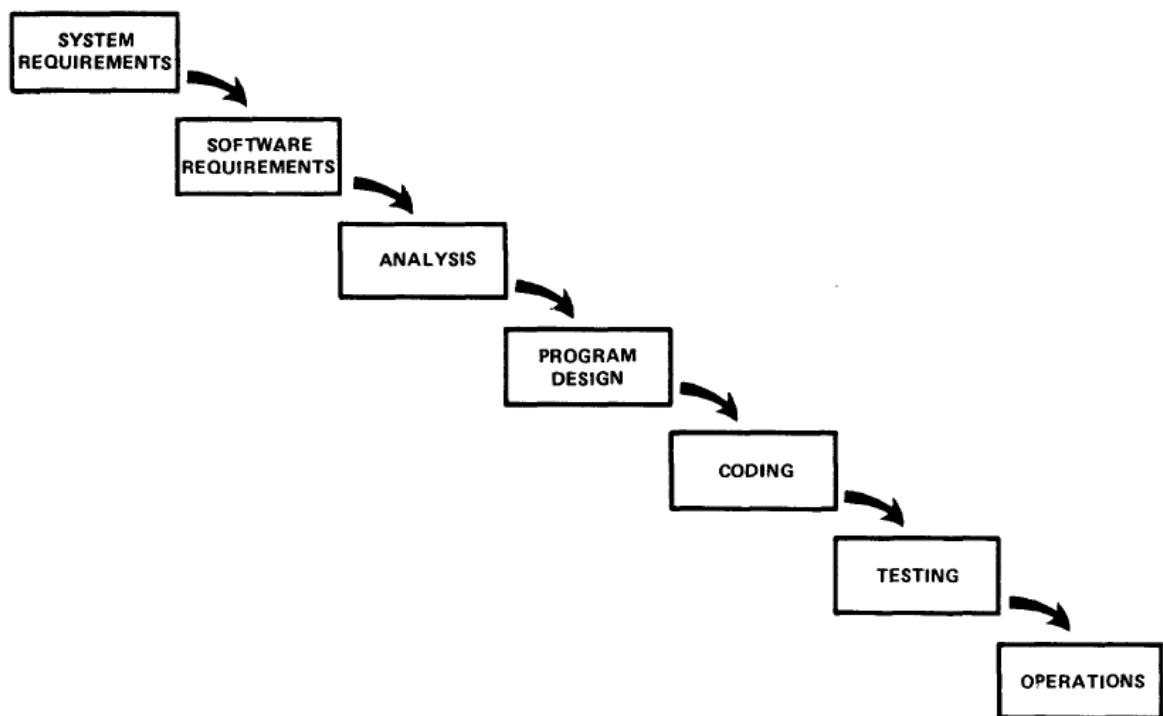 SYSTEM
REQUIREMENTS
SOFTWARE
REQUIREMENTS
ANALYSIS
PROGRAM
DESIGN
CODING
TESTING
OPERATIONS